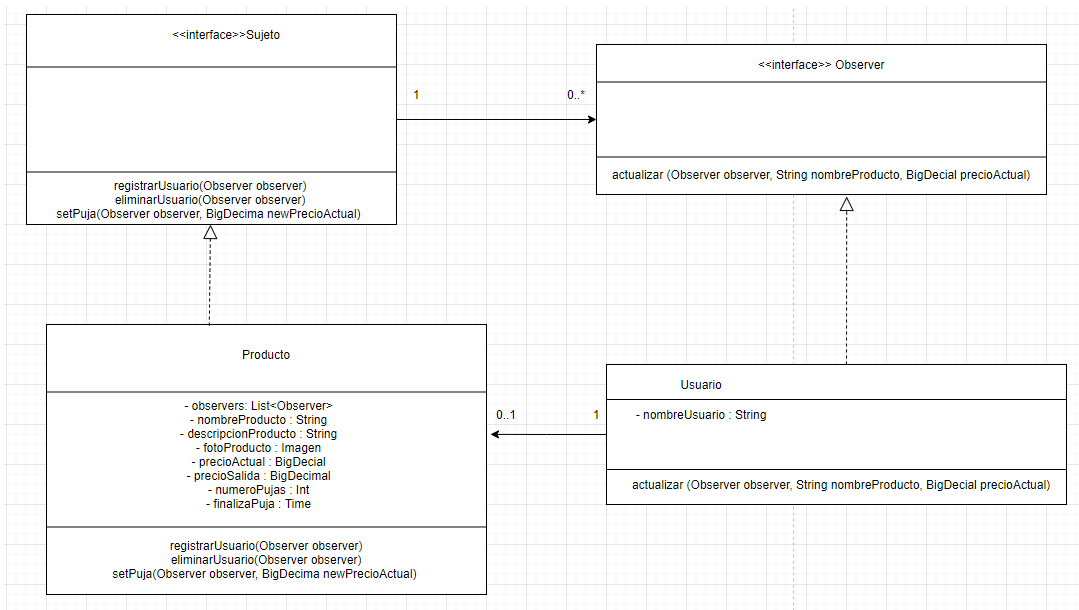 <<interface>>Sujeto
registrarUsuario(Observer observer)
eliminarUsuario(Observer observer)
setPuja(Observer observer, BigDecima newPrecioActual)
1
0..*
<<interface>> Observer
actualizar (Observer observer, String nombreProducto, BigDecial precioActual)
Producto
- observers: List<Observer>
- nombreProducto : String
- descripcionProducto : String
- fotoProducto : Imagen
- precioActual : BigDecial
- precioSalida : BigDecimal
- numeroPujas : Int
- finalizaPuja : Time
registrarUsuario(Observer observer)
eliminarUsuario(Observer observer)
setPuja(Observer observer, BigDecima newPrecioActual)
0..1
1
Usuario
- nombreUsuario : String
actualizar (Observer observer, String nombreProducto, BigDecial precioActual)